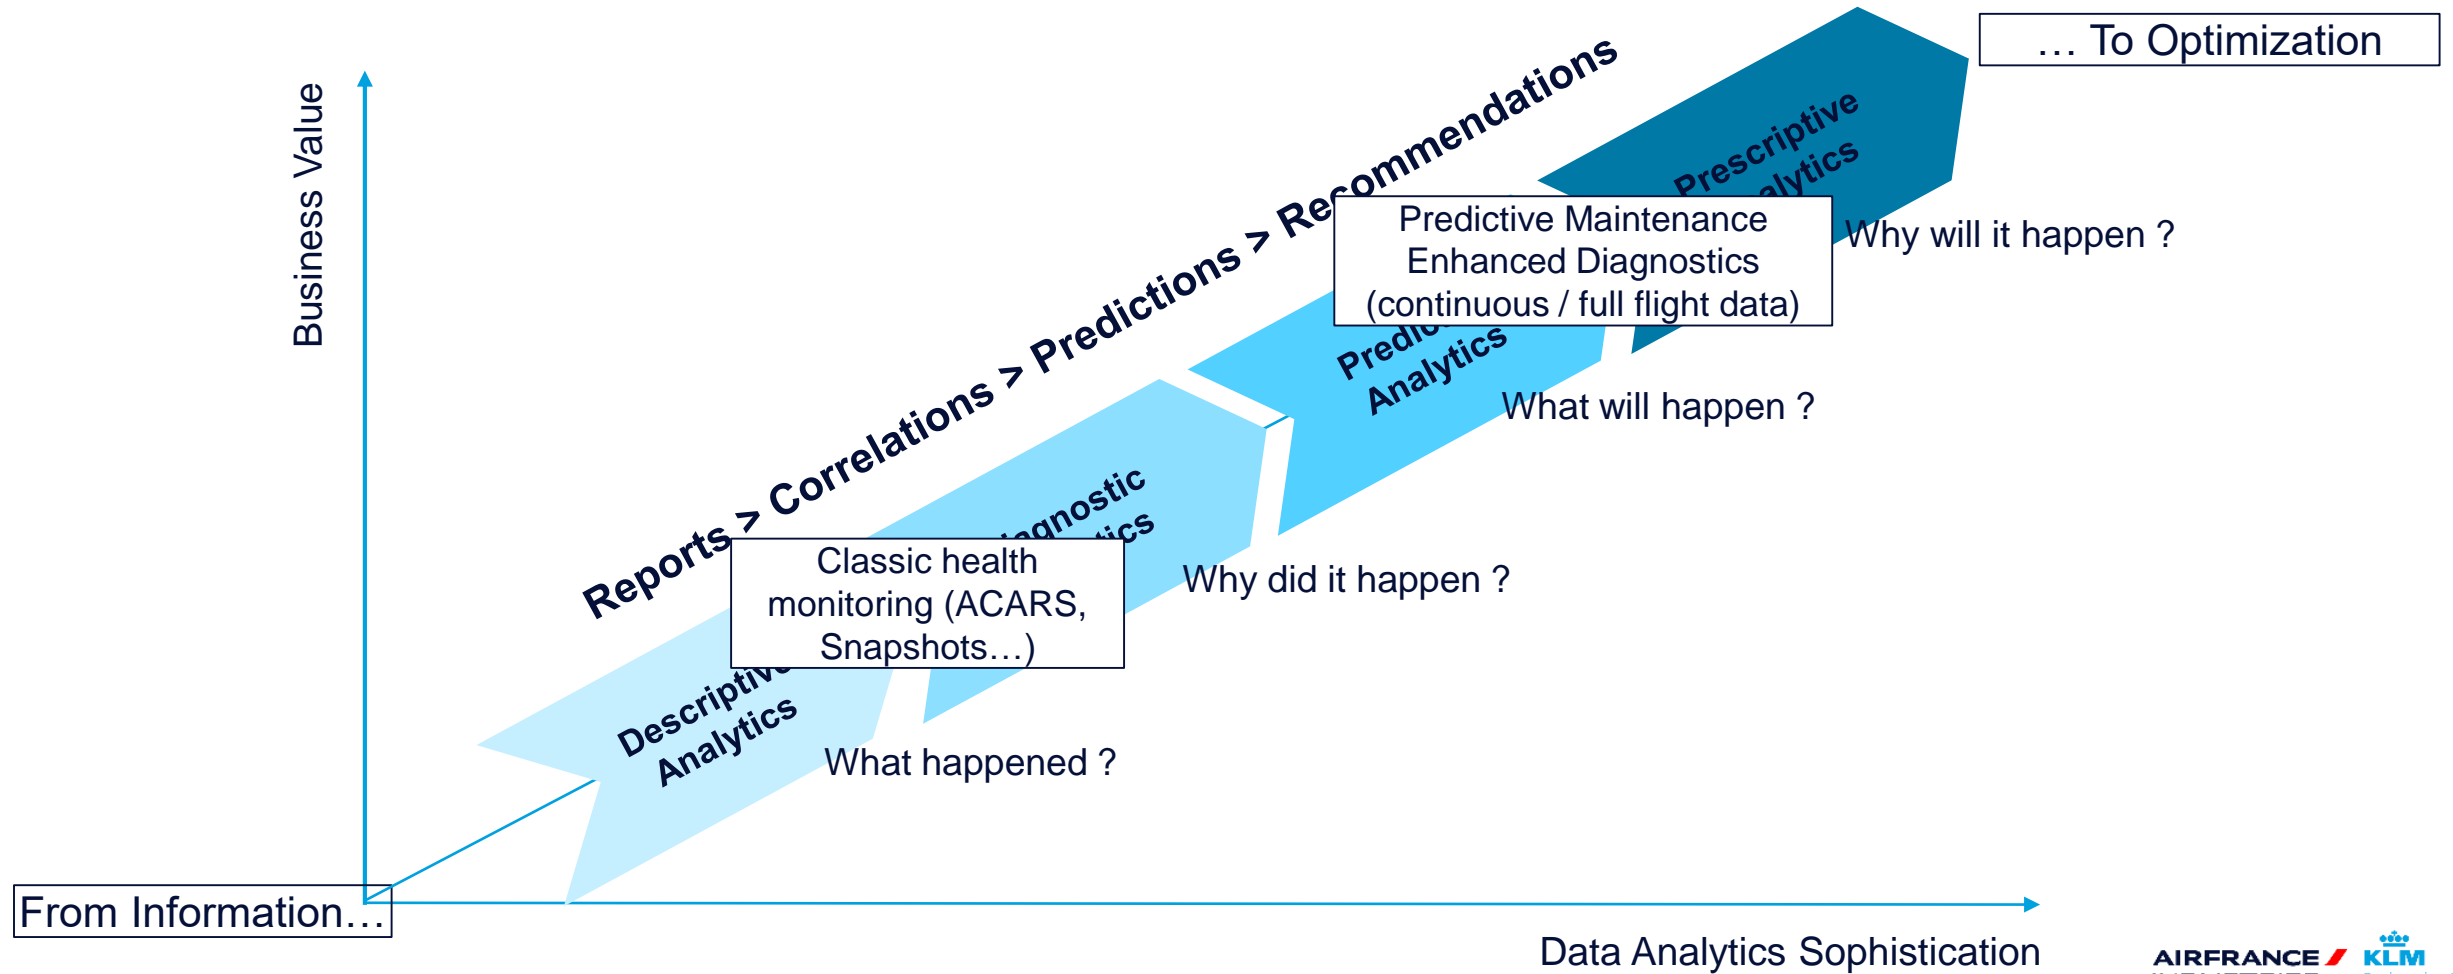 … To Optimization
Business Value
Reports > Correlations > Predictions > Recommendations
Prescriptive
Predictive Maintenance
Enhanced Diagnostics
(continuous / full flight data)
Why will it happen ?
Analytics
What will happen ?
Classic health
monitoring (ACARS,
Snapshots…)
Why did it happen ?
Descriptive
Analytics
What happened ?
From Information…
Data Analytics Sophistication
AIRFRANCE KLM